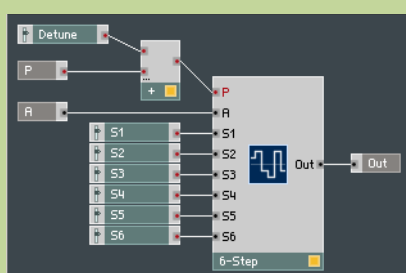 Detune
P
...
+
P
A
A
S1
S1
S2
S2
S3
S3
Out
Out
S4
S4
S5
S5
S6
S6
6-Step